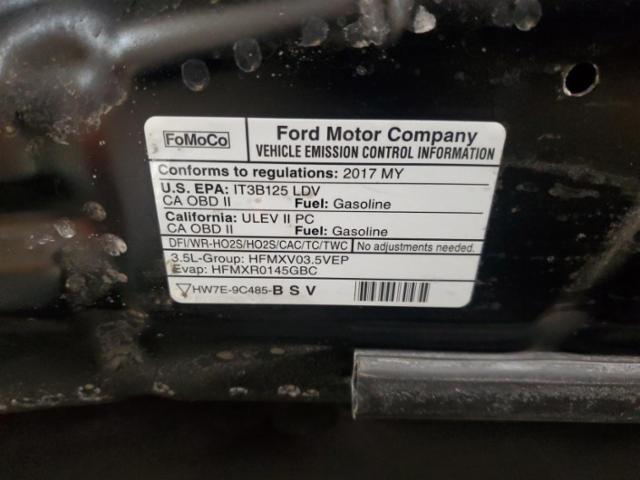 FoMoCo
Ford Motor Company
VEHICLE EMISSION CONTROL INFORMATION
Conforms to regulations: 2017 MY
U.S. EPA: IT3B125 LDV
CA OBD II Fuel: Gasoline
California: ULEV II PC
CA OBD II Fuel: Gasoline
DFI/WR-HO2S/HO2S/CAC/TC/TWC No adjustments needed.
3.5L-Group: HFMXV03.5VEP
Evap: HFMXR0145GBC
HW7E-9C485-B S V